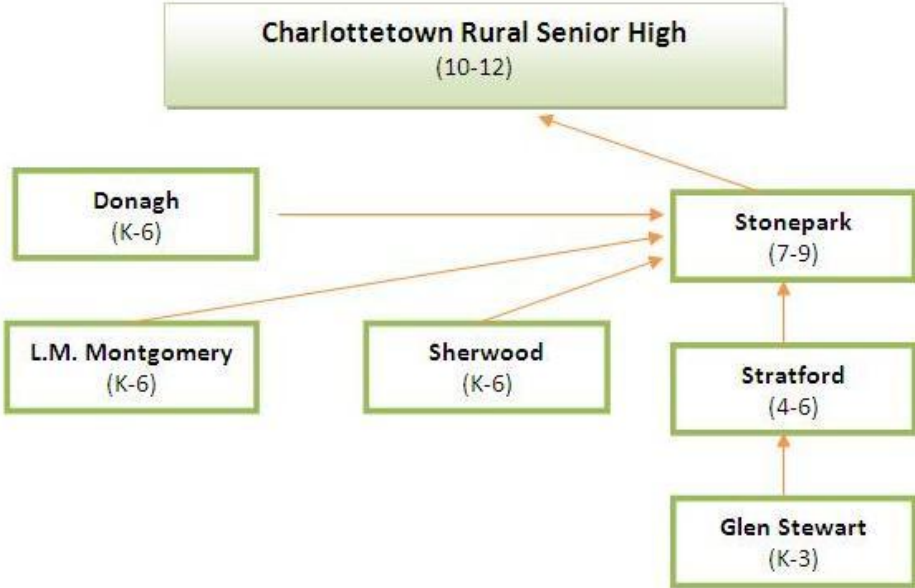 Charlottetown Rural Senior High
(10-12)
Donagh
(K-6)
Stonepark
(7-9)
L.M. Montgomery
(K-6)
Sherwood
(K-6)
Stratford
(4-6)
Glen Stewart
(K-3)